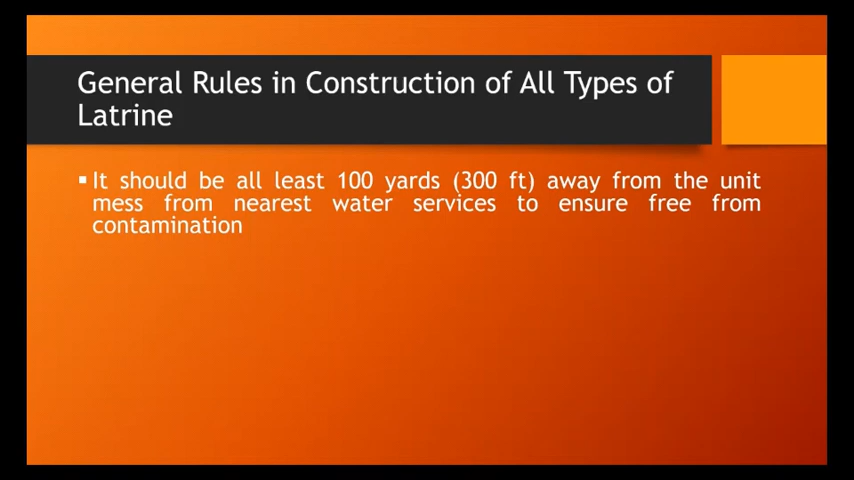 General Rules in Construction of All Types of
Latrine
▪ It should be all least 100 yards (300 ft) away from the unit
mess from nearest water services to ensure free from
contamination